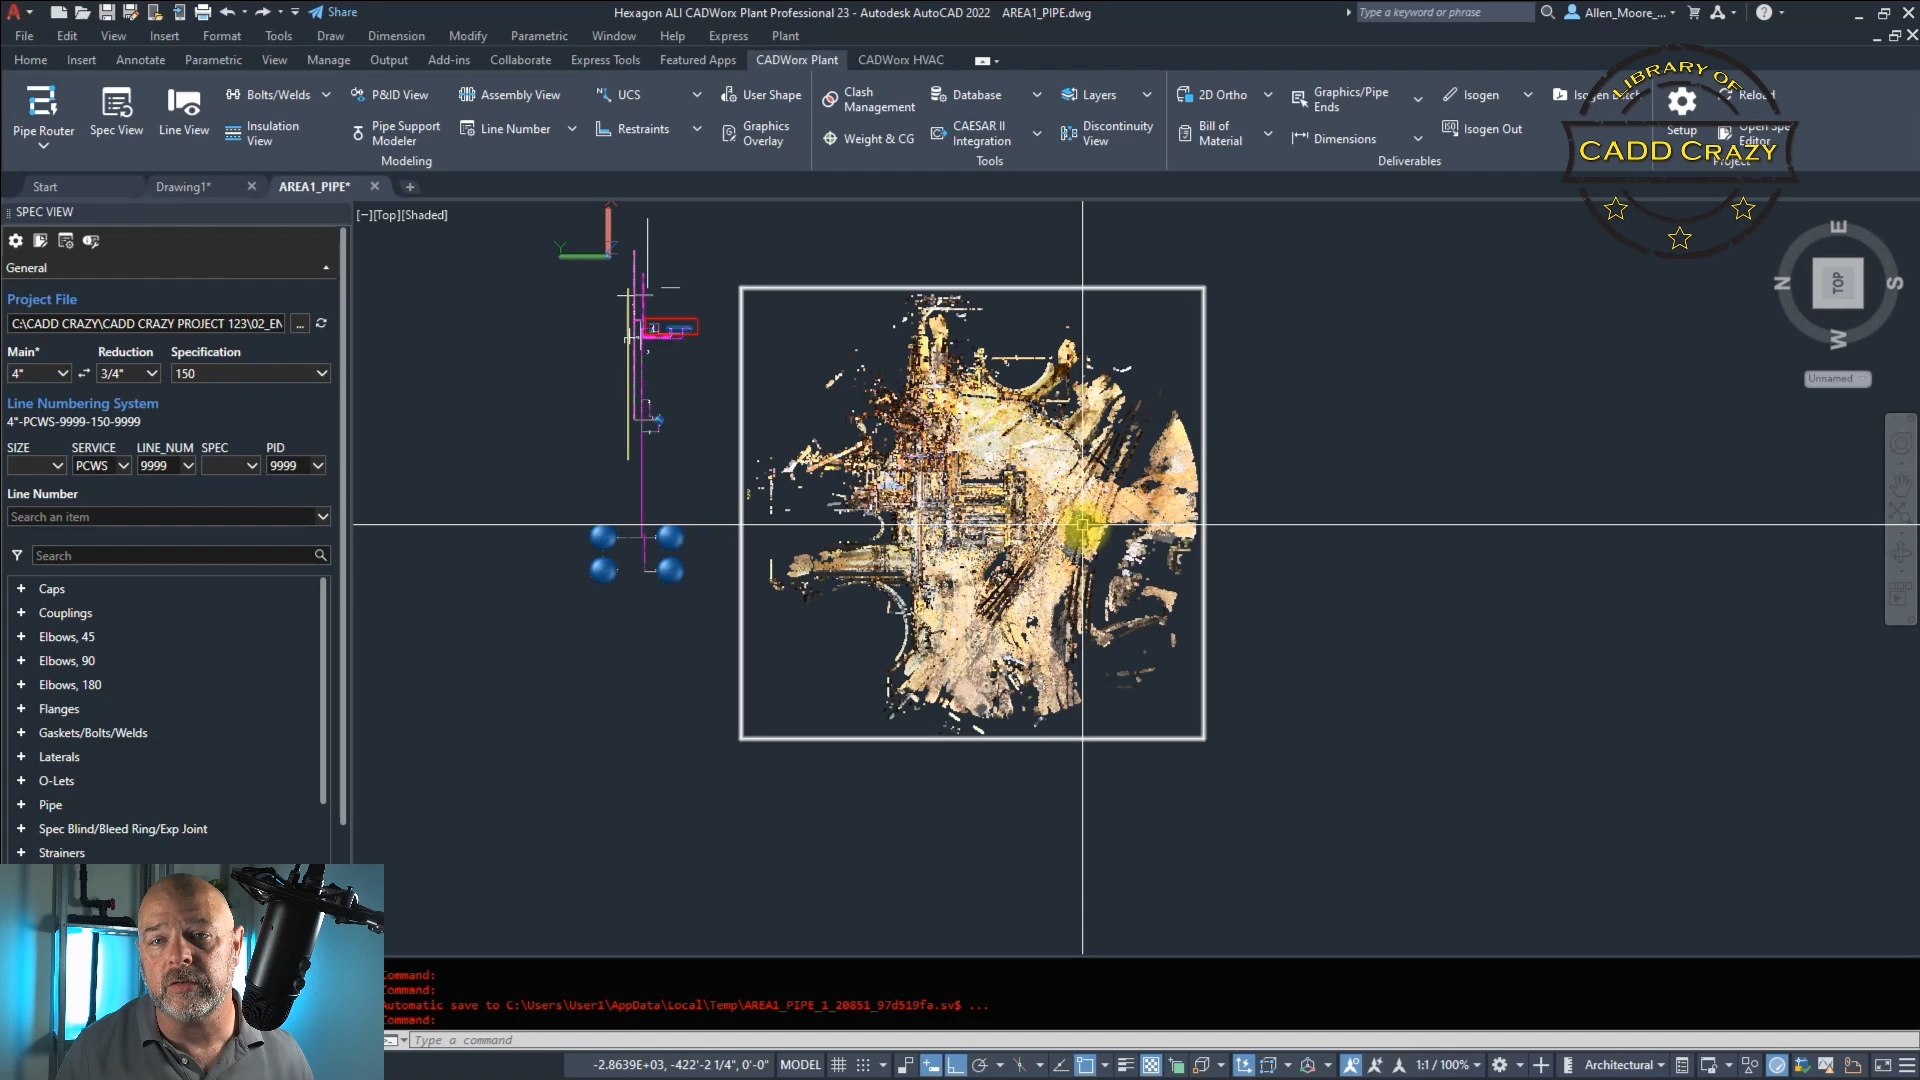 Share
Hexagon ALI CADWorx Plant Professional 23 - Autodesk AutoCAD 2022 AREA1_PIPE.dwg
Type a keyword or phrase
Allen_Moore_...
File Edit View Insert Format Tools Draw Dimension Modify Parametric Window Help Express Plant
Home Insert Annotate Parametric View Manage Output Add-ins Collaborate Express Tools Featured Apps CADWorx Plant CADWorx HVAC
Pipe Router
Spec View
Line View
Bolts/Welds
Insulation View
P&ID View
Pipe Support Modeler
Assembly View
Line Number
UCS
Restraints
User Shape
Graphics Overlay
Modeling
Clash Management
Weight & CG
Database
CAESAR II Integration
Layers
Discontinuity View
Tools
2D Ortho
Bill of Material
Graphics/Pipe Ends
Dimensions
Isogen
Isogen Out
Deliverables
Setup
Reload
Editor
LIBRARY OF
CADD CRAZY
Start Drawing1* AREA1_PIPE*
SPEC VIEW
[−][Top][Shaded]
General
Project File
C:\CADD CRAZY\CADD CRAZY PROJECT 123\02_EN
...
Main* Reduction Specification
4" 3/4" 150
Line Numbering System
4"-PCWS-9999-150-9999
SIZE SERVICE LINE_NUM SPEC PID
PCWS 9999 9999
Line Number
Search an item
Search
Caps
Couplings
Elbows, 45
Elbows, 90
Elbows, 180
Flanges
Gaskets/Bolts/Welds
Laterals
O-Lets
Pipe
Spec Blind/Bleed Ring/Exp Joint
Strainers
E
N TOP S
W
Unnamed
Command:
Command:
Automatic save to C:\Users\User1\AppData\Local\Temp\AREA1_PIPE_1_20851_97d519fa.sv$ ...
Command:
Type a command
-2.8639E+03, -422'-2 1/4", 0'-0" MODEL 1:1 / 100% Architectural